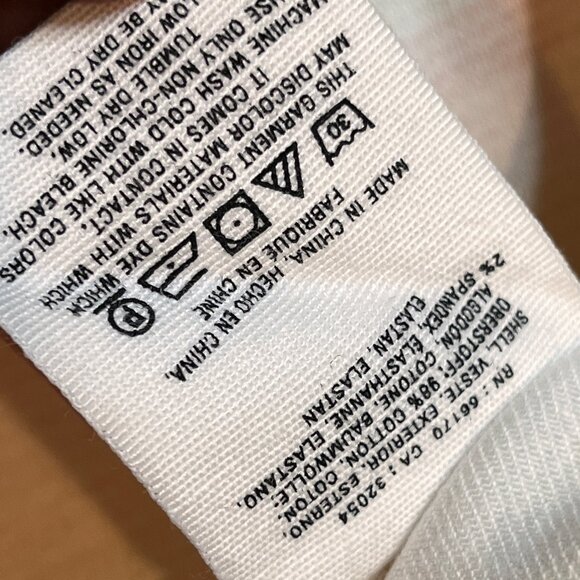 RN : 66170 CA : 32054
SHELL, VESTE, EXTERIOR, ESTERNO,
OBERSTOFF: 98% COTTON, COTON,
ALGODÓN, COTONE, BAUMWOLLE:
2% SPANDEX, ELASTHANNE, ELASTANO,
ELASTAN, ELASTAN
MADE IN CHINA, HECHO EN CHINA,
FABRIQUE EN CHINE
30 P
THIS GARMENT CONTAINS DYE WHICH
MAY DISCOLOR MATERIALS WITH WHICH
IT COMES IN CONTACT.
MACHINE WASH COLD WITH LIKE COLORS
USE ONLY NON-CHLORINE BLEACH.
TUMBLE DRY LOW,
LOW IRON AS NEEDED.
MAY BE DRY CLEANED.